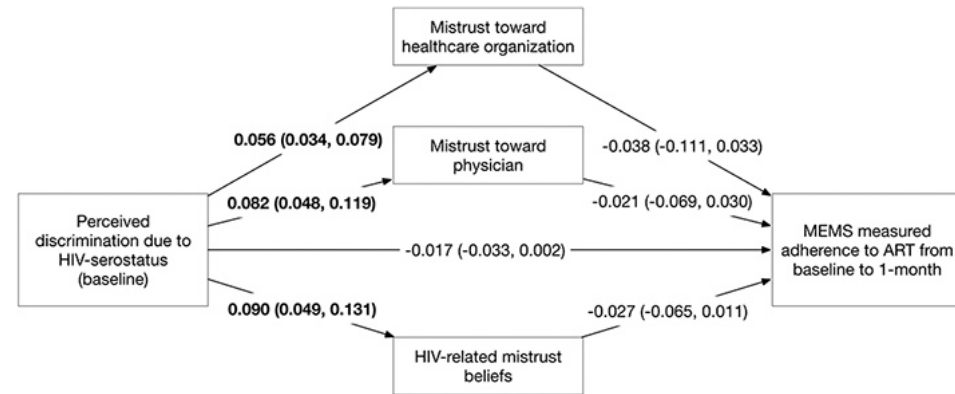 Mistrust toward
healthcare organization
0.056 (0.034, 0.079)
-0.038 (-0.111, 0.033)
Mistrust toward
physician
0.082 (0.048, 0.119)
-0.021 (-0.069, 0.030)
Perceived
discrimination due to
HIV-serostatus
(baseline)
-0.017 (-0.033, 0.002)
MEMS measured
adherence to ART from
baseline to 1-month
0.090 (0.049, 0.131)
-0.027 (-0.065, 0.011)
HIV-related mistrust
beliefs